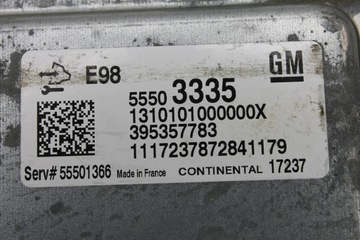 E98
GM
5550 3335
1310101000000X
395357783
1117237872841179
Serv# 55501366 Made in France CONTINENTAL 17237